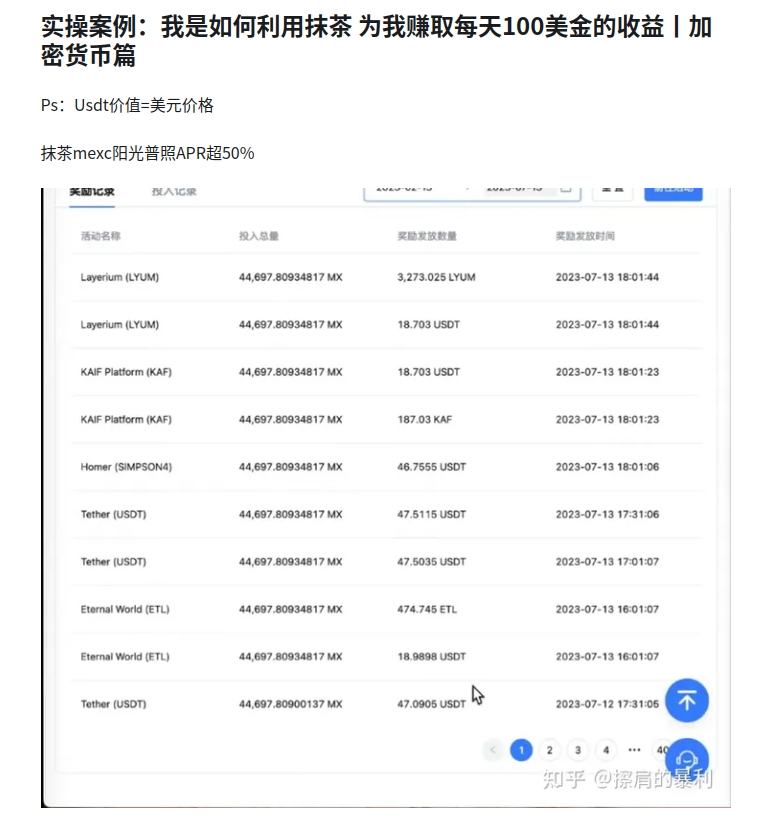 实操案例：我是如何利用抹茶 为我赚取每天100美金的收益丨加
密货币篇
Ps：Usdt价值=美元价格
抹茶mexc阳光普照APR超50%
奖励记录 投入记录 2023-02-13 - 2023-07-13 重置 前往活动
活动名称 投入总量 奖励发放数量 奖励发放时间
Layerium (LYUM) 44,697.80934817 MX 3,273.025 LYUM 2023-07-13 18:01:44
Layerium (LYUM) 44,697.80934817 MX 18.703 USDT 2023-07-13 18:01:44
KAIF Platform (KAF) 44,697.80934817 MX 18.703 USDT 2023-07-13 18:01:23
KAIF Platform (KAF) 44,697.80934817 MX 187.03 KAF 2023-07-13 18:01:23
Homer (SIMPSON4) 44,697.80934817 MX 46.7555 USDT 2023-07-13 18:01:06
Tether (USDT) 44,697.80934817 MX 47.5115 USDT 2023-07-13 17:31:06
Tether (USDT) 44,697.80934817 MX 47.5035 USDT 2023-07-13 17:01:07
Eternal World (ETL) 44,697.80934817 MX 474.745 ETL 2023-07-13 16:01:07
Eternal World (ETL) 44,697.80934817 MX 18.9898 USDT 2023-07-13 16:01:07
Tether (USDT) 44,697.80900137 MX 47.0905 USDT 2023-07-12 17:31:05
< 1 2 3 4 ··· 40
知乎 @擦肩的暴利